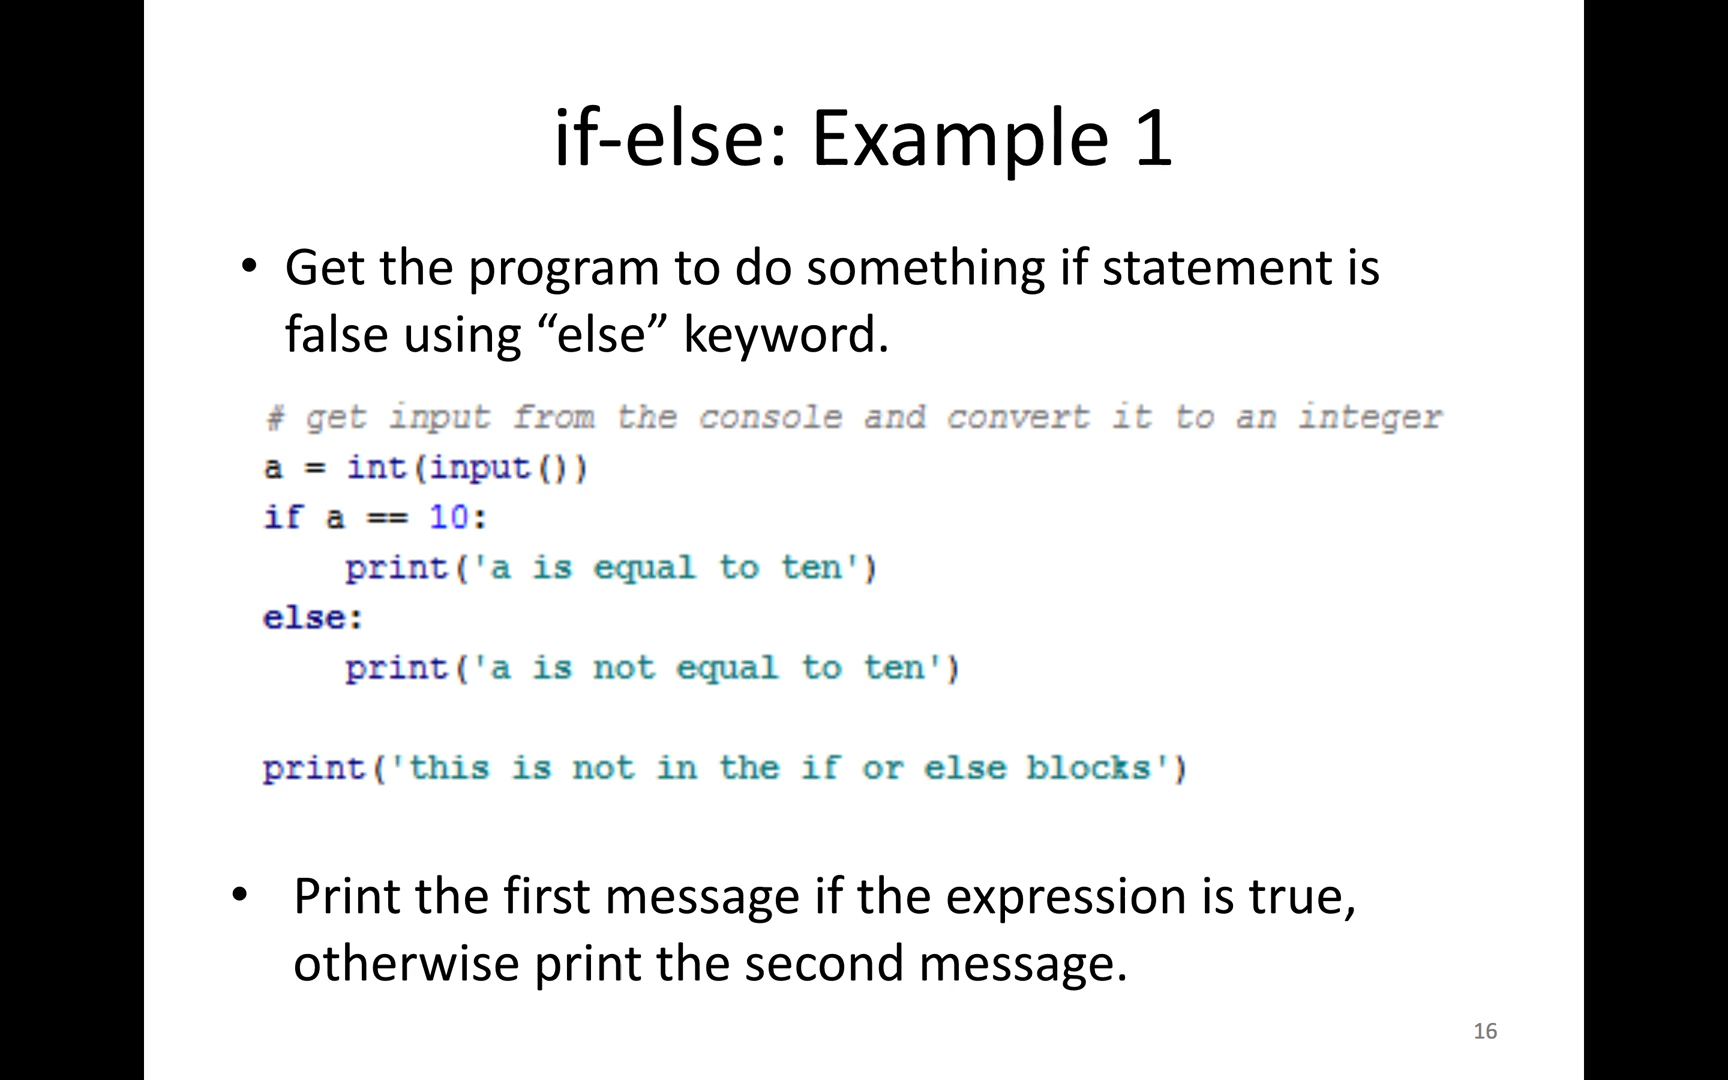 if-else: Example 1
• Get the program to do something if statement is
false using “else” keyword.
# get input from the console and convert it to an integer
a = int(input())
if a == 10:
    print('a is equal to ten')
else:
    print('a is not equal to ten')
print('this is not in the if or else blocks')
• Print the first message if the expression is true,
otherwise print the second message.
16